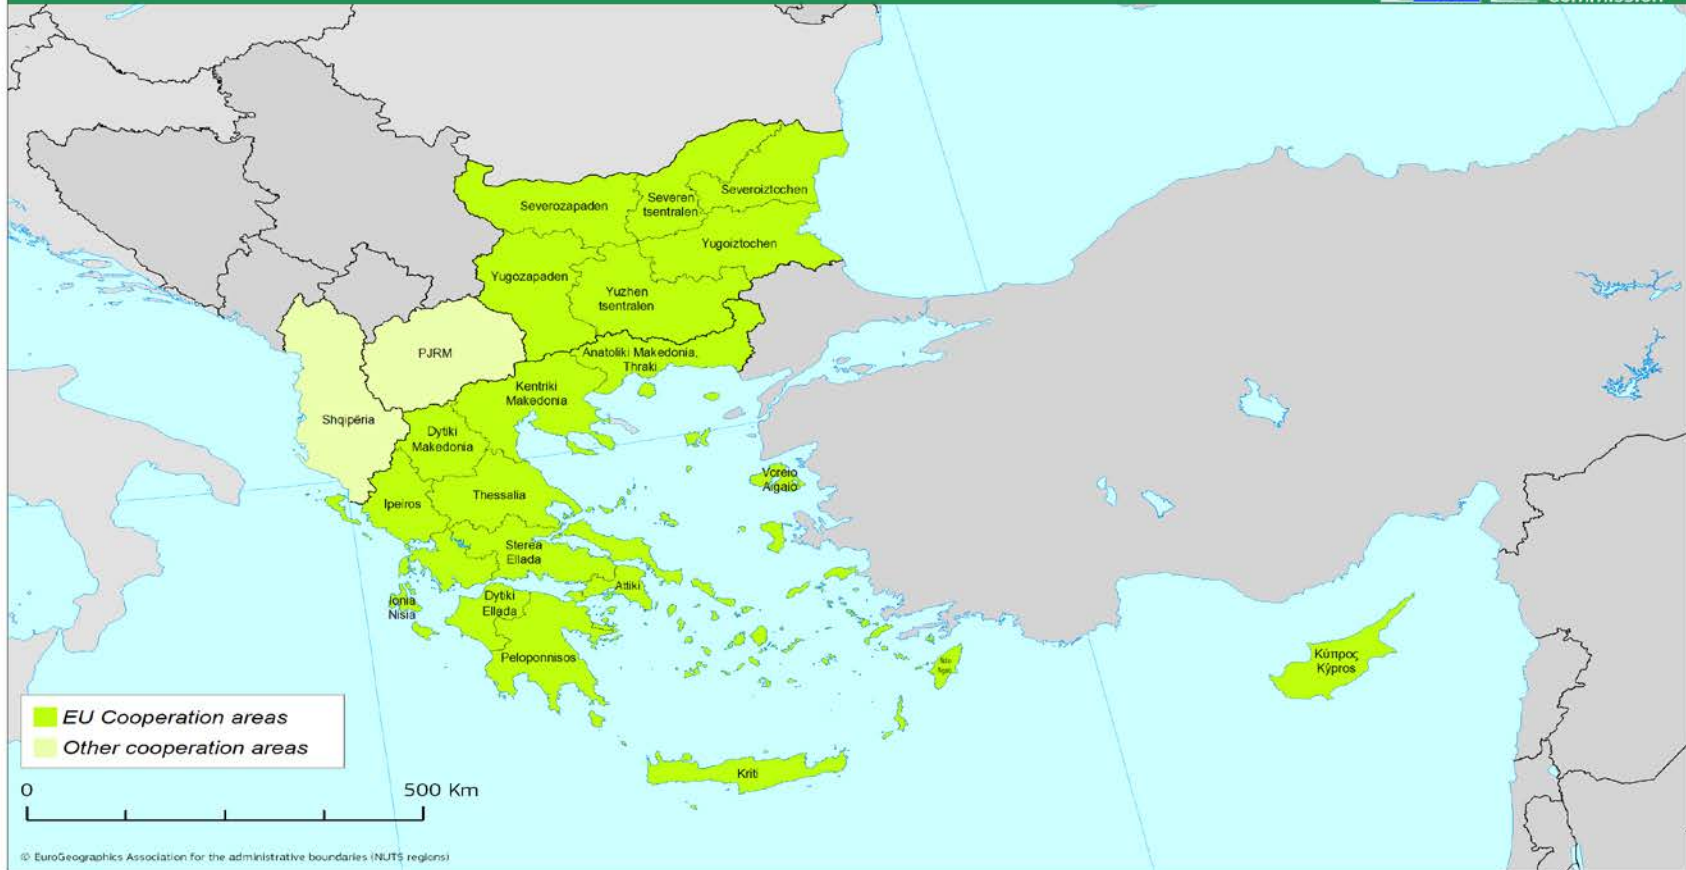 Severozapaden
Severen
tsentralen
Severoiztochen
Yugoiztochen
Yugozapaden
Yuzhen
tsentralen
PJRM
Anatoliki Makedonia,
Thraki
Kentriki
Makedonia
Shqipëria
Dytiki
Makedonia
Voreio
Aigaio
Ipeiros
Thessalia
Sterea
Ellada
Attiki
Ionia
Nisia
Dytiki
Ellada
Peloponnisos
Κύπρος
Kýpros
Kriti
EU Cooperation areas
Other cooperation areas
0
500 Km
© EuroGeographics Association for the administrative boundaries (NUTS regions)